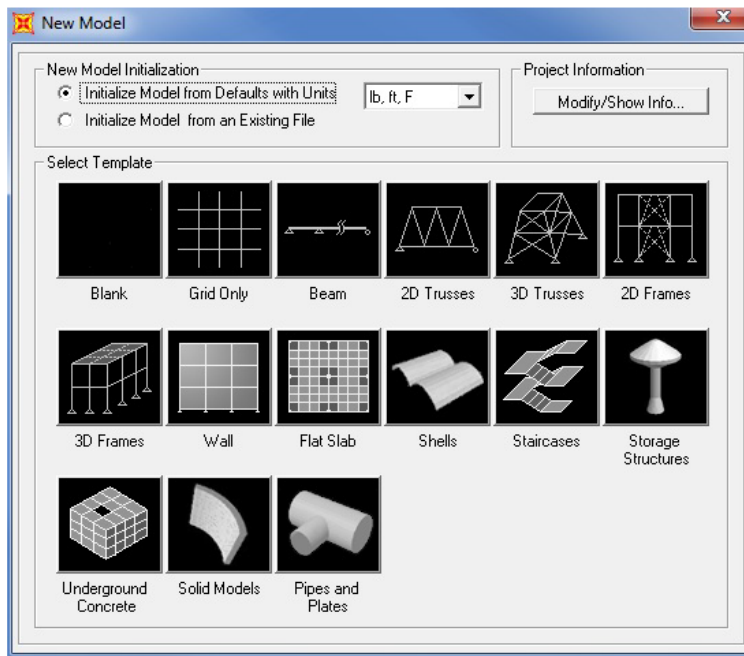 New Model
New Model Initialization
Initialize Model from Defaults with Units
lb, ft, F
Initialize Model from an Existing File
Project Information
Modify/Show Info...
Select Template
Blank
Grid Only
Beam
2D Trusses
3D Trusses
2D Frames
3D Frames
Wall
Flat Slab
Shells
Staircases
Storage
Structures
Underground
Concrete
Solid Models
Pipes and
Plates